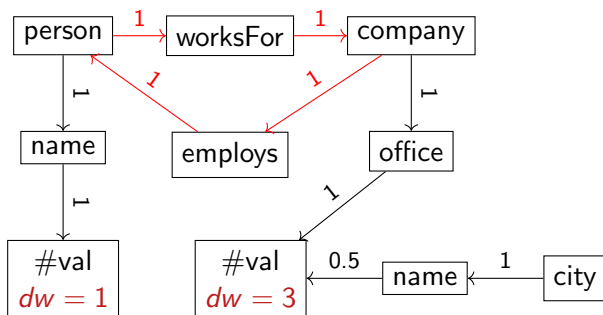 1
1
person
worksFor
company
1
1
1
1
name
employs
office
1
1
#val
dw = 1
#val
dw = 3
0.5
name
1
city